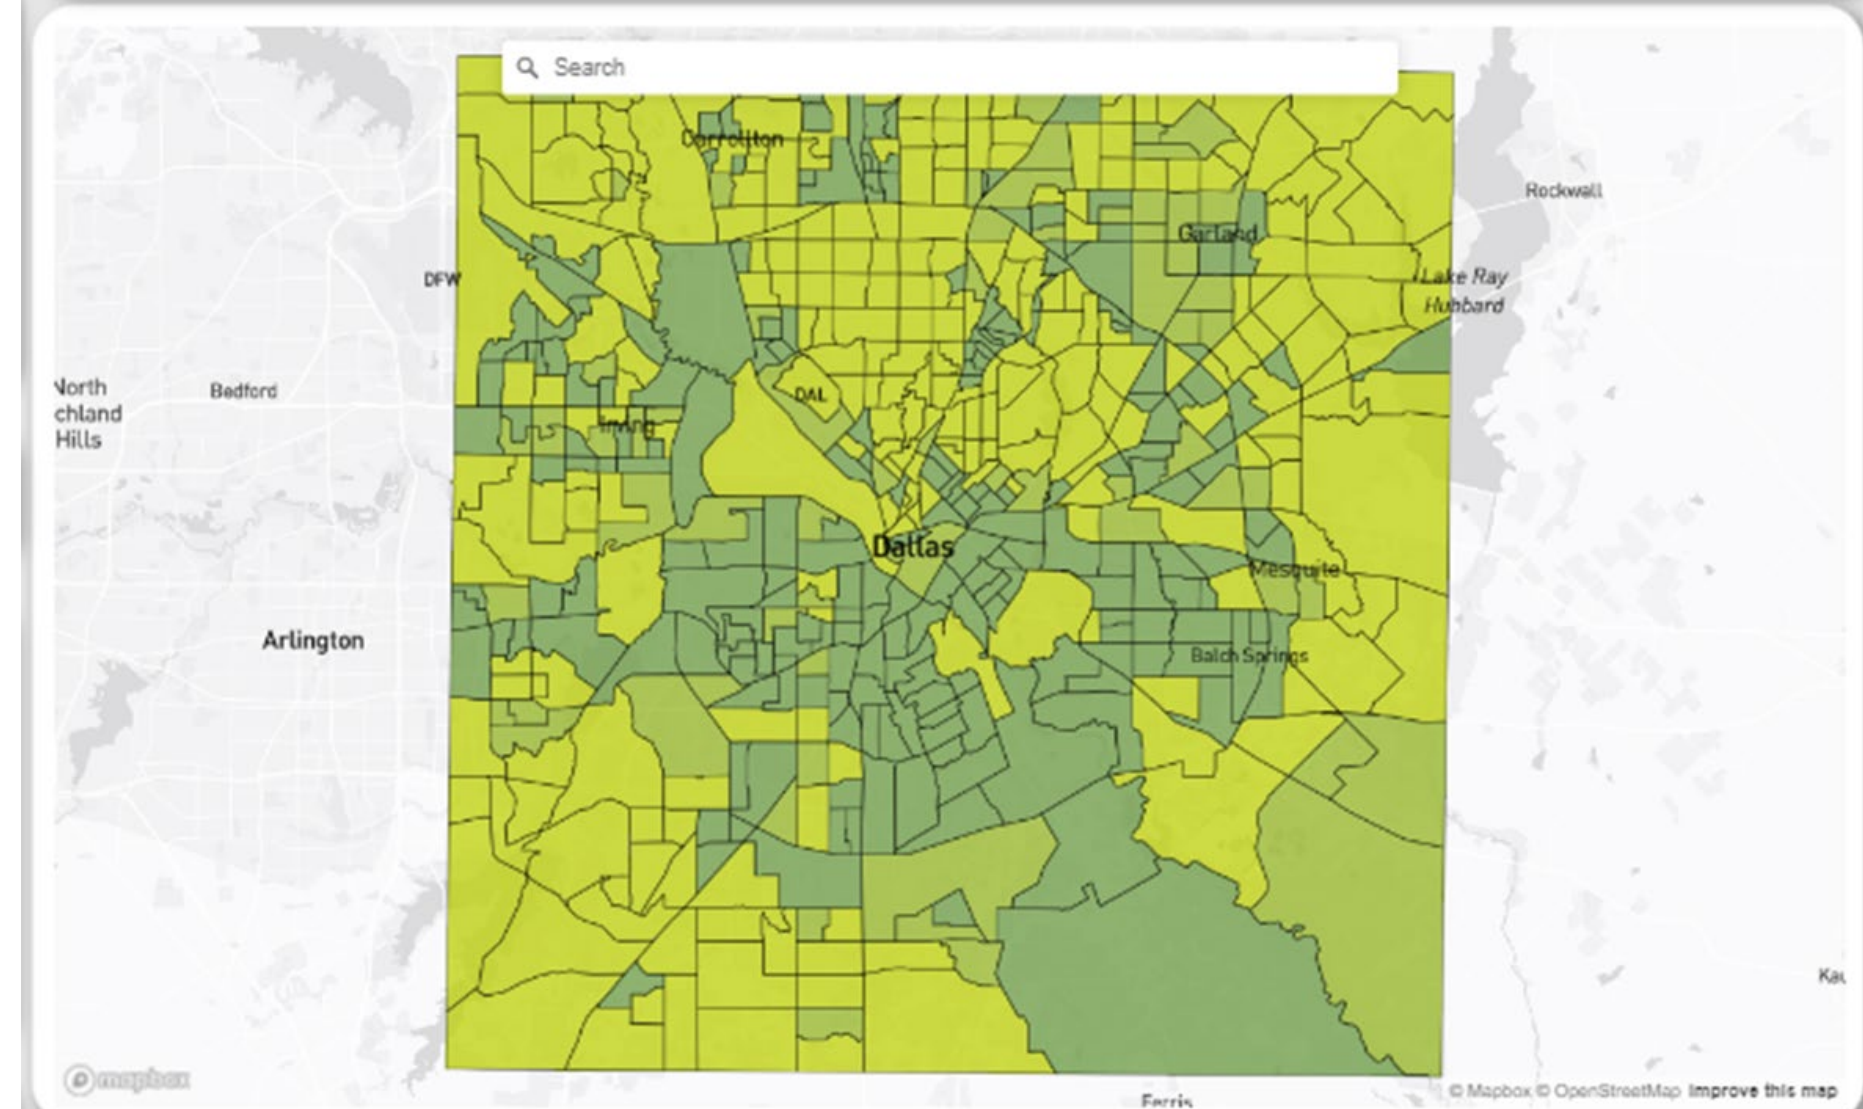 Search
Carrollton
Rockwall
Garland
DFW
Lake Ray
Hubbard
North
chland
Hills
Bedford
DAL
Irving
Dallas
Mesquite
Arlington
Balch Springs
Kau
mapbox
© Mapbox © OpenStreetMap Improve this map
Ferris